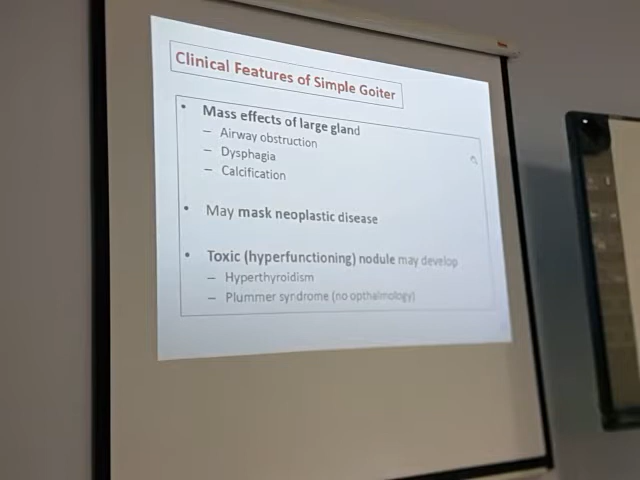 Clinical Features of Simple Goiter
• Mass effects of large gland
– Airway obstruction
– Dysphagia
– Calcification
• May mask neoplastic disease
• Toxic (hyperfunctioning) nodule may develop
– Hyperthyroidism
– Plummer syndrome (no opthalmology)